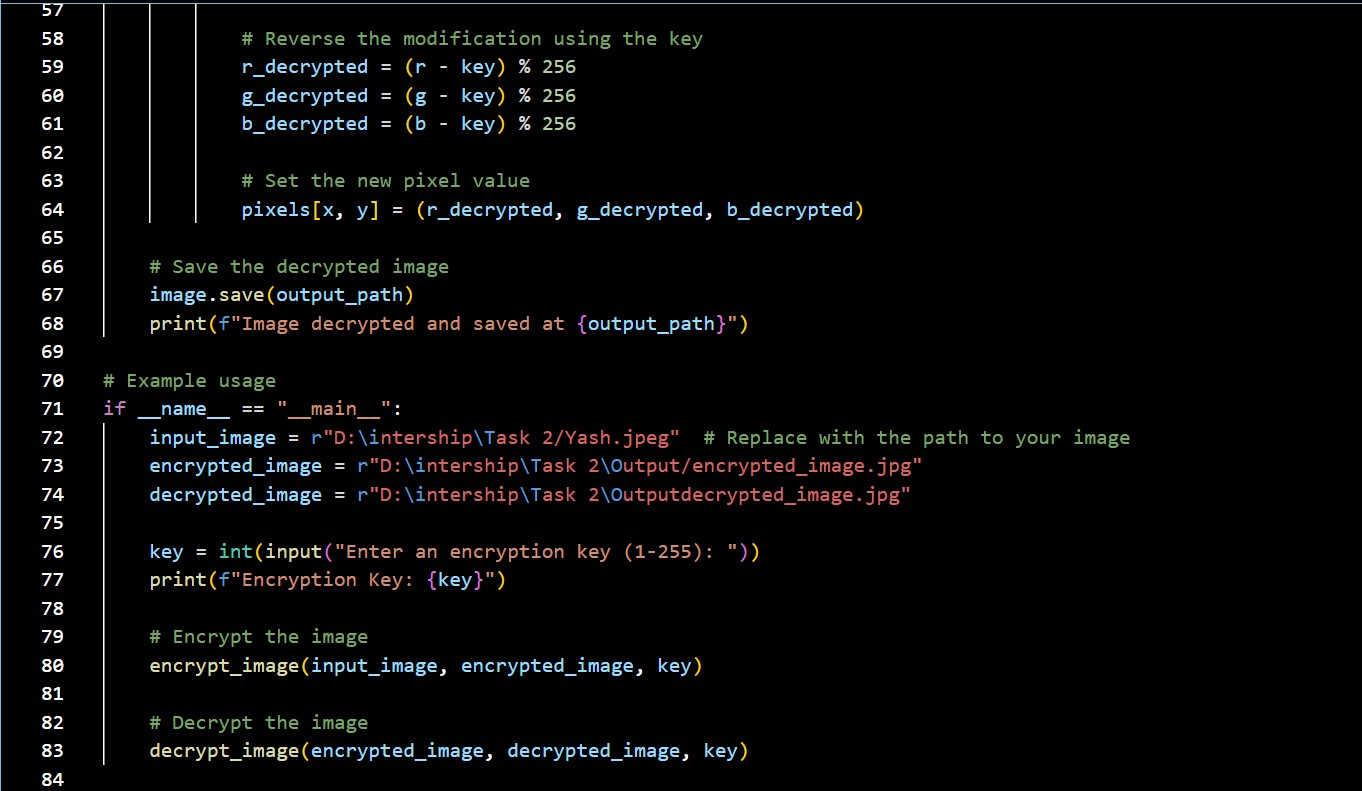 57
58 # Reverse the modification using the key
59 r_decrypted = (r - key) % 256
60 g_decrypted = (g - key) % 256
61 b_decrypted = (b - key) % 256
62
63 # Set the new pixel value
64 pixels[x, y] = (r_decrypted, g_decrypted, b_decrypted)
65
66 # Save the decrypted image
67 image.save(output_path)
68 print(f"Image decrypted and saved at {output_path}")
69
70 # Example usage
71 if __name__ == "__main__":
72 input_image = r"D:\intership\Task 2/Yash.jpeg"  # Replace with the path to your image
73 encrypted_image = r"D:\intership\Task 2\Output/encrypted_image.jpg"
74 decrypted_image = r"D:\intership\Task 2\Outputdecrypted_image.jpg"
75
76 key = int(input("Enter an encryption key (1-255): "))
77 print(f"Encryption Key: {key}")
78
79 # Encrypt the image
80 encrypt_image(input_image, encrypted_image, key)
81
82 # Decrypt the image
83 decrypt_image(encrypted_image, decrypted_image, key)
84